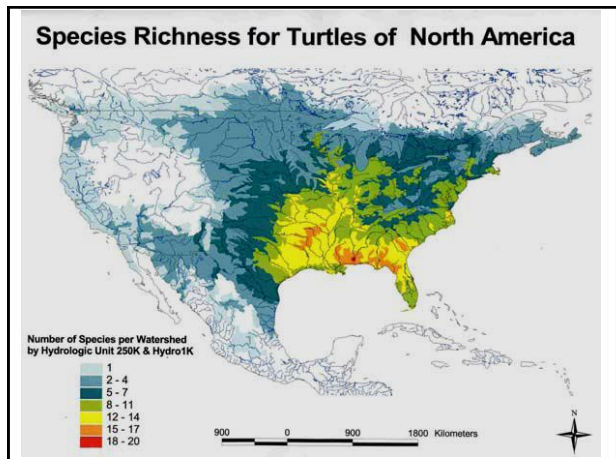 Species Richness for Turtles of North America
Number of Species per Watershed
by Hydrologic Unit 250K & Hydro1K
1
2 - 4
5 - 7
8 - 11
12 - 14
15 - 17
18 - 20
900 0 900 1800 Kilometers
N